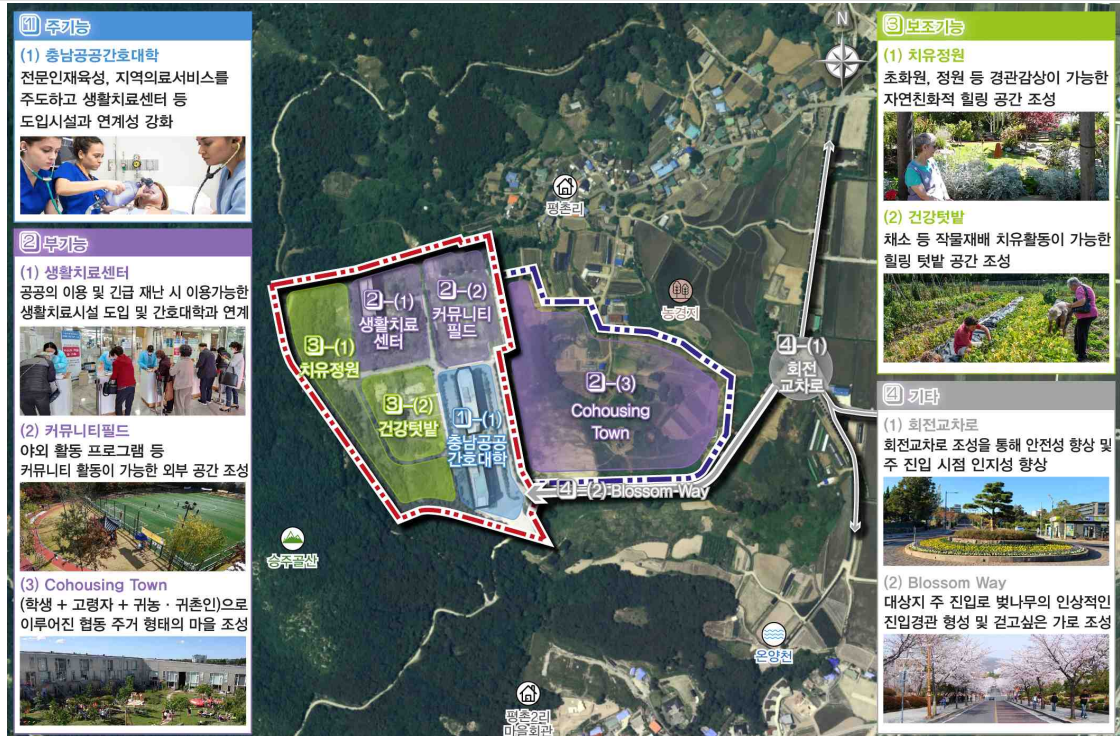 1 주기능
(1) 충남공공간호대학
전문인재육성, 지역의료서비스를
주도하고 생활치료센터 등
도입시설과 연계성 강화
2 부기능
(1) 생활치료센터
공공의 이용 및 긴급 재난 시 이용가능한
생활치료시설 도입 및 간호대학과 연계
(2) 커뮤니티필드
야외 활동 프로그램 등
커뮤니티 활동이 가능한 외부 공간 조성
(3) Cohousing Town
(학생 + 고령자 + 귀농 · 귀촌인)으로
이루어진 협동 주거 형태의 마을 조성
N
평촌리
농경지
2-(1)
생활치료
센터
2-(2)
커뮤니티
필드
3-(1)
치유정원
3-(2)
건강텃밭
1-(1)
충남공공
간호대학
2-(3)
Cohousing
Town
4-(1)
회전
교차로
4-(2) Blossom Way
승주골산
온양천
평촌2리
마을회관
3 보조기능
(1) 치유정원
초화원, 정원 등 경관감상이 가능한
자연친화적 힐링 공간 조성
(2) 건강텃밭
채소 등 작물재배 치유활동이 가능한
힐링 텃밭 공간 조성
4 기타
(1) 회전교차로
회전교차로 조성을 통해 안전성 향상 및
주 진입 시점 인지성 향상
(2) Blossom Way
대상지 주 진입로 벚나무의 인상적인
진입경관 형성 및 걷고싶은 가로 조성